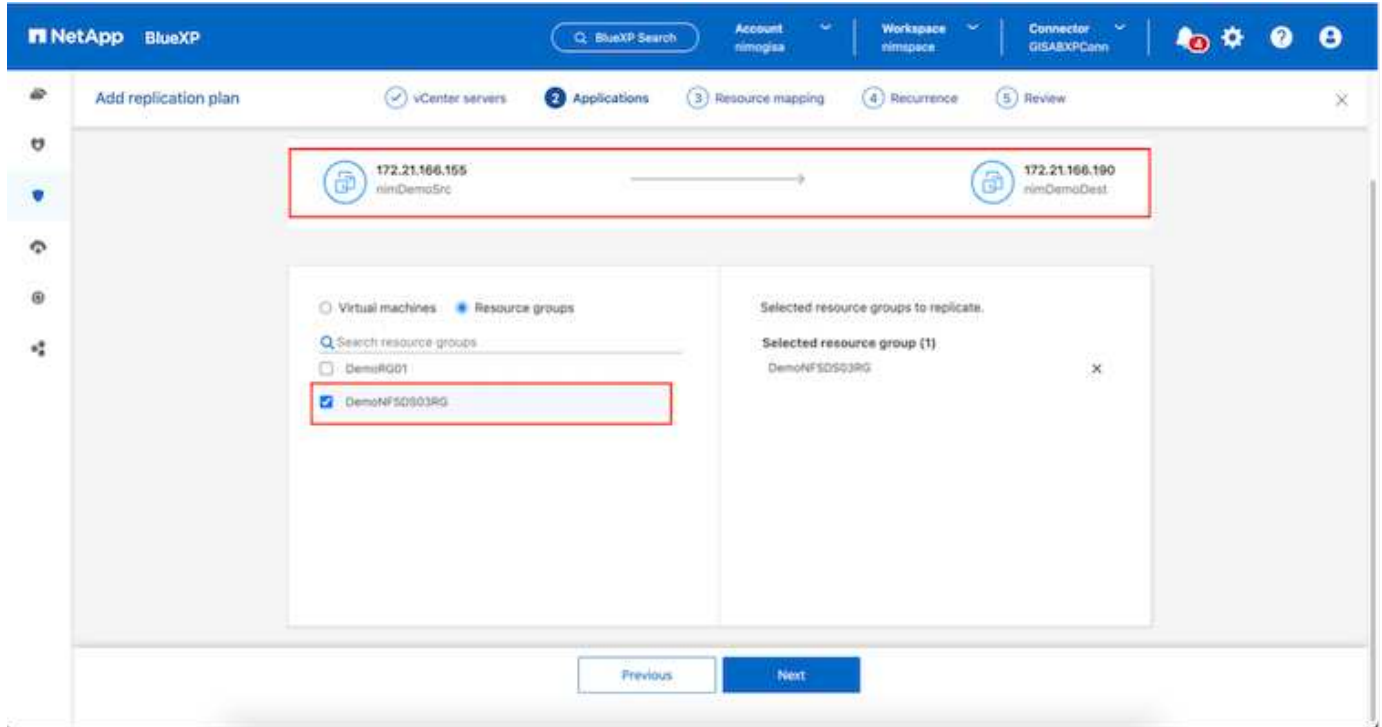 NetApp BlueXP
BlueXP Search
Account
nimogisa
Workspace
nimspace
Connector
GISABXPConn
4
Add replication plan
vCenter servers
2 Applications
3 Resource mapping
4 Recurrence
5 Review
172.21.166.155
nimDemoSrc
172.21.166.190
nimDemoDest
Virtual machines
Resource groups
Search resource groups
DemoRG01
DemoNFSDS03RG
Selected resource groups to replicate.
Selected resource group (1)
DemoNFSDS03RG
Previous
Next